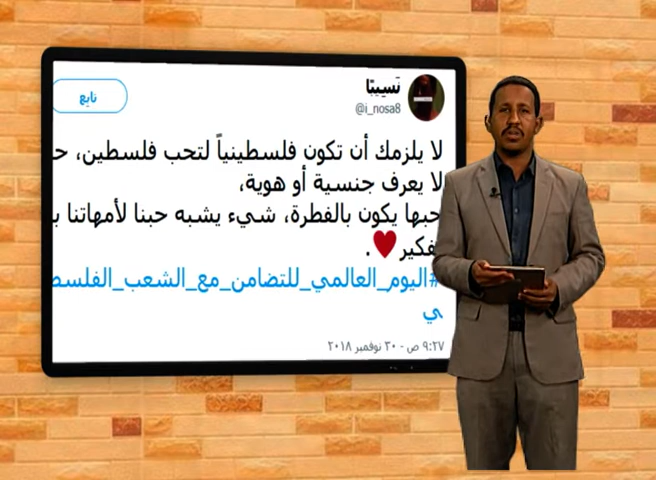 نَسيبًا
@i_nosa8
تابع
لا يلزمك أن تكون فلسطينياً لتحب فلسطين،
لا يعرف جنسية أو هوية،
حبها يكون بالفطرة، شيء يشبه حبنا لأمهاتنا
.
#اليوم_العالمي_للتضامن_مع_الشعب_الفلسط
ي
٩:٢٧ ص - ٣٠ نوفمبر ٢٠١٨